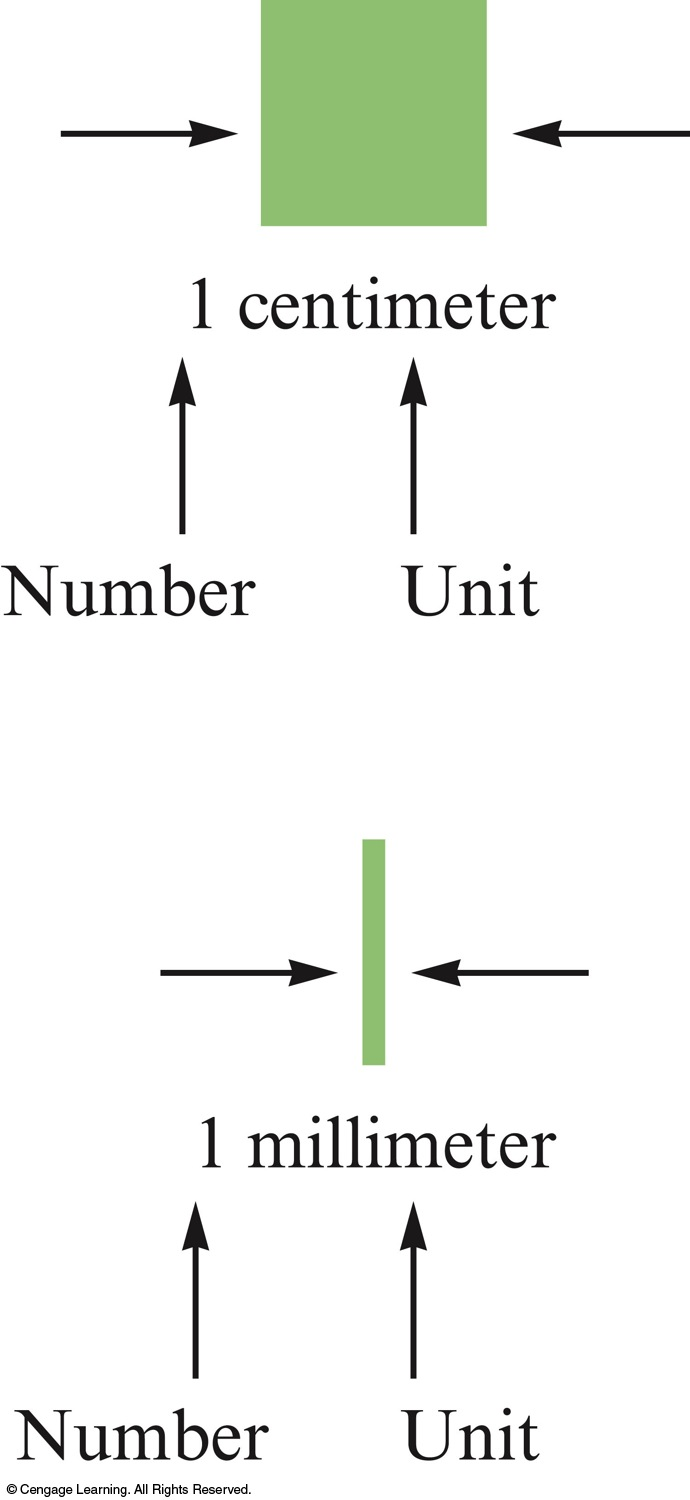 1 centimeter
Number Unit
1 millimeter
Number Unit
© Cengage Learning. All Rights Reserved.